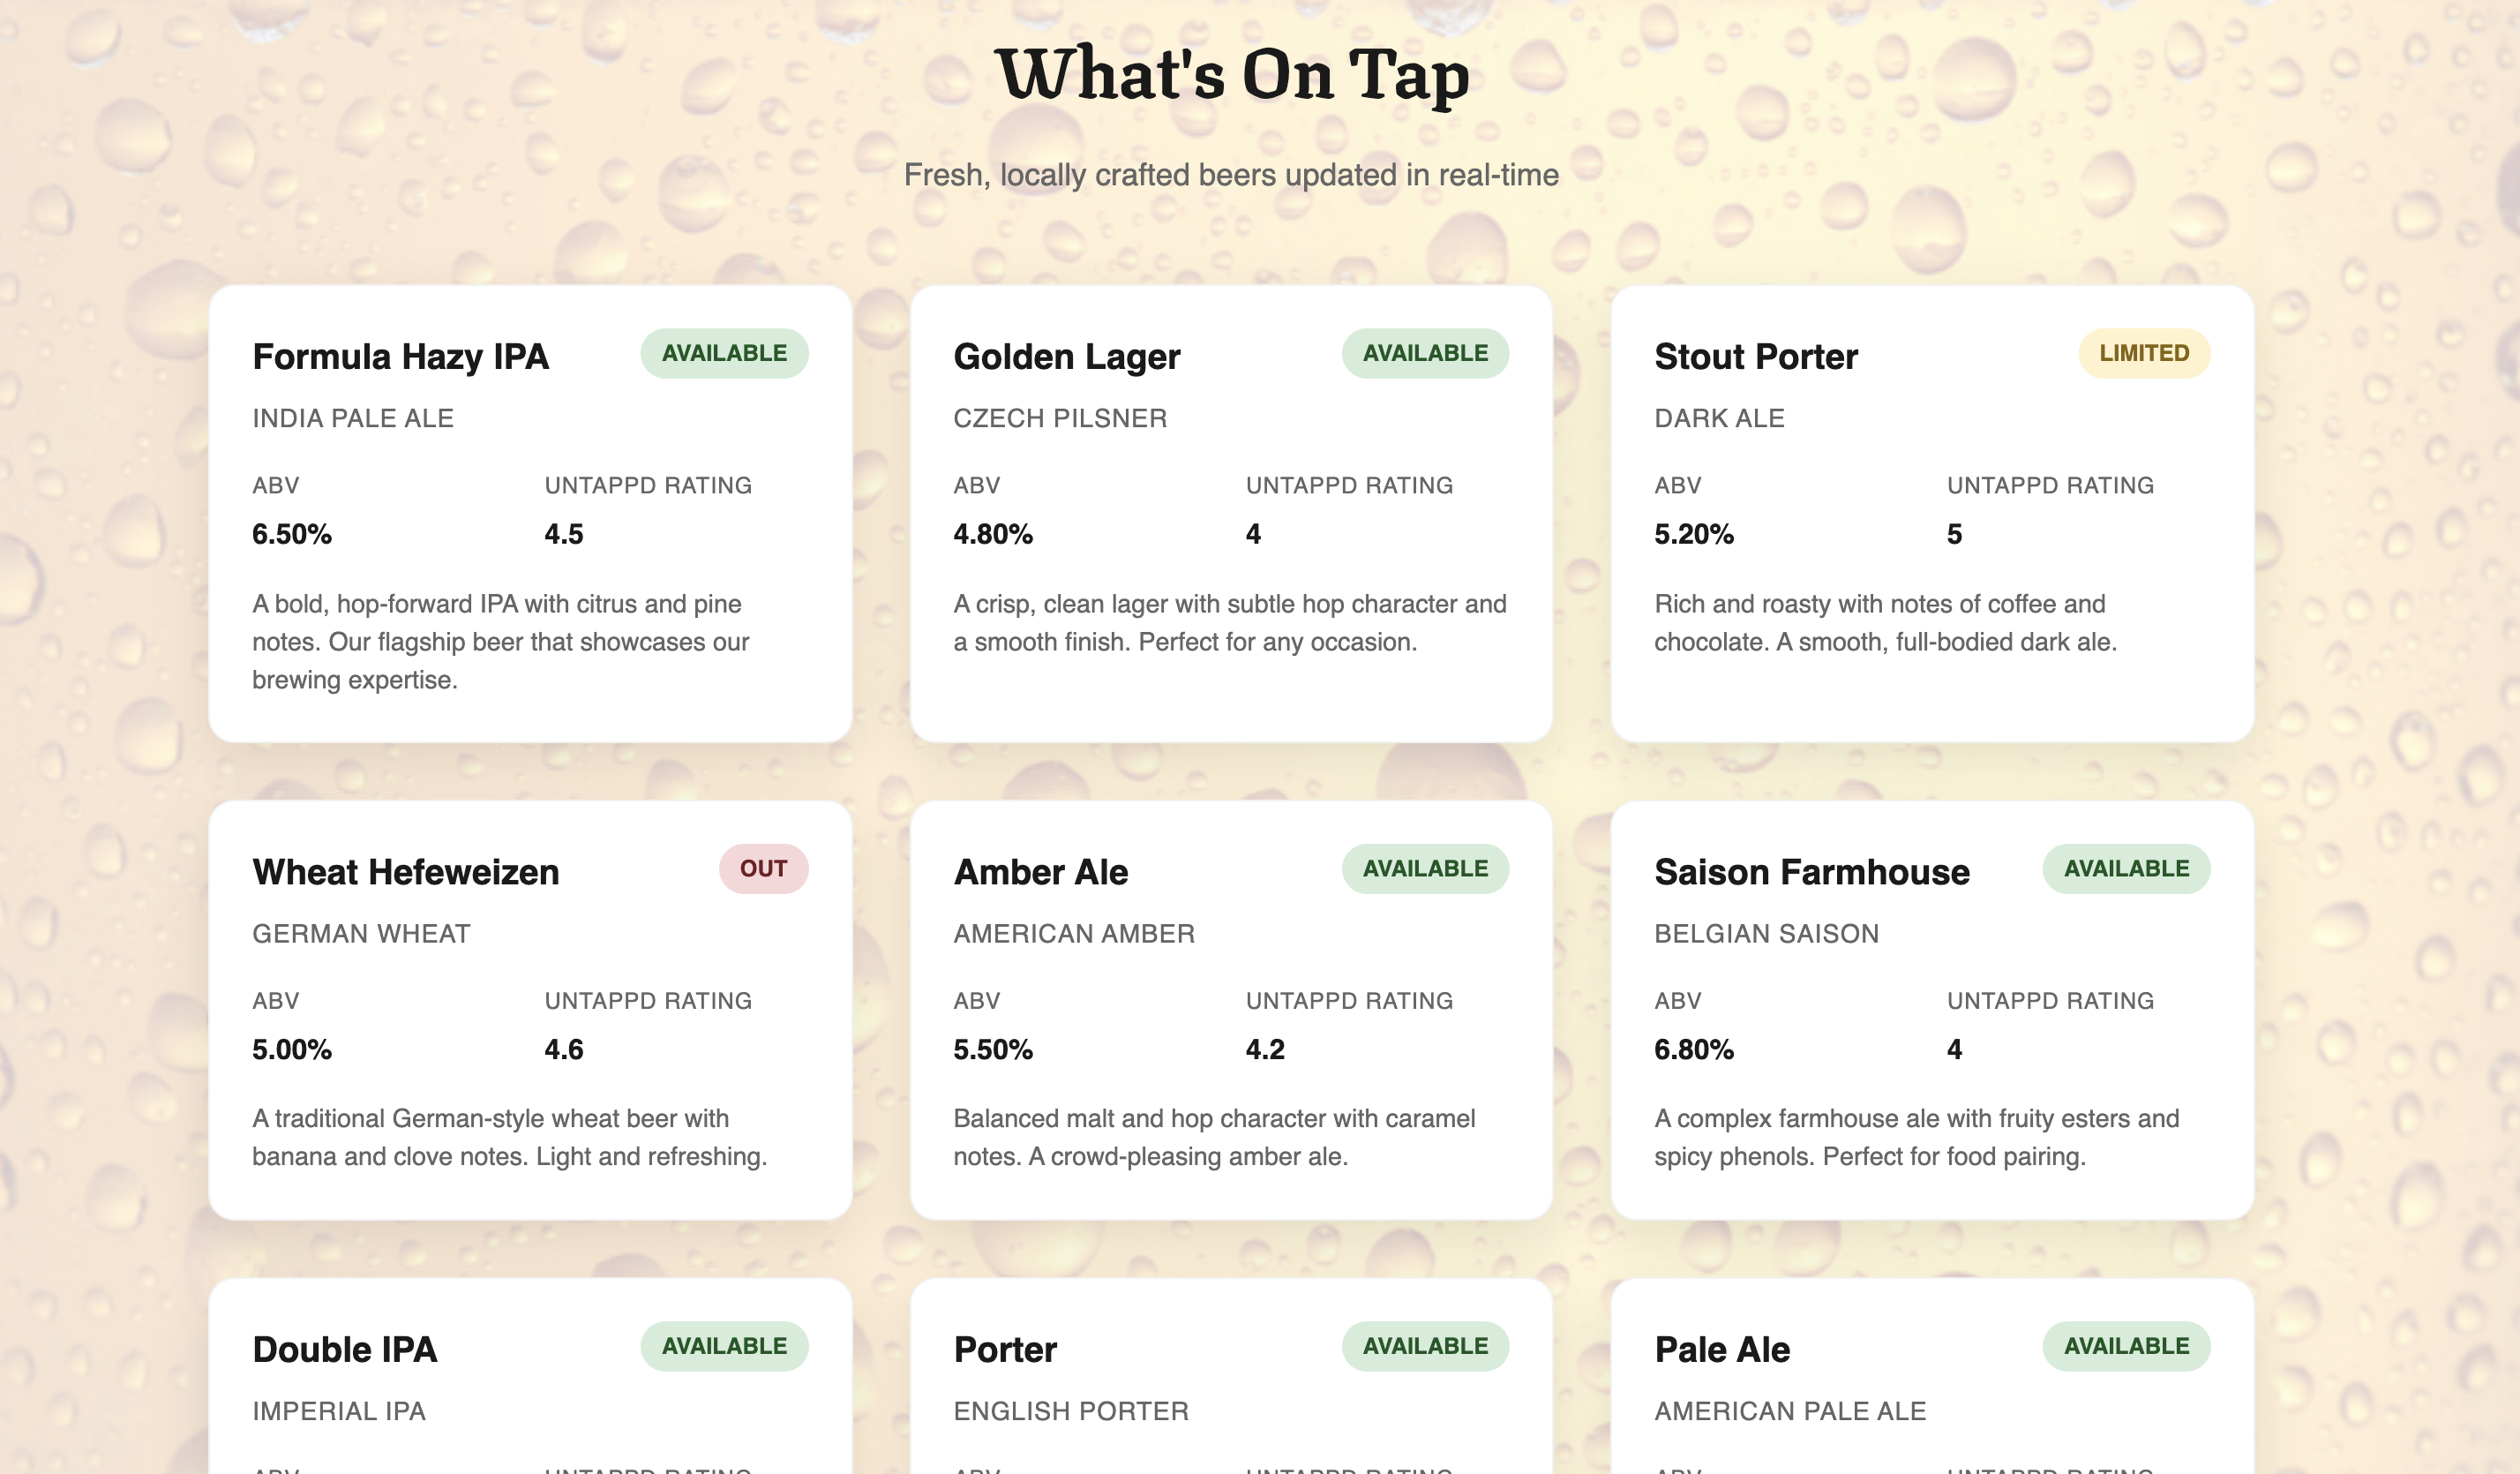 What's On Tap
Fresh, locally crafted beers updated in real-time
Formula Hazy IPA
AVAILABLE
INDIA PALE ALE
ABV
UNTAPPD RATING
6.50%
4.5
A bold, hop-forward IPA with citrus and pine
notes. Our flagship beer that showcases our
brewing expertise.
Golden Lager
AVAILABLE
CZECH PILSNER
ABV
UNTAPPD RATING
4.80%
4
A crisp, clean lager with subtle hop character and
a smooth finish. Perfect for any occasion.
Stout Porter
LIMITED
DARK ALE
ABV
UNTAPPD RATING
5.20%
5
Rich and roasty with notes of coffee and
chocolate. A smooth, full-bodied dark ale.
Wheat Hefeweizen
OUT
GERMAN WHEAT
ABV
UNTAPPD RATING
5.00%
4.6
A traditional German-style wheat beer with
banana and clove notes. Light and refreshing.
Amber Ale
AVAILABLE
AMERICAN AMBER
ABV
UNTAPPD RATING
5.50%
4.2
Balanced malt and hop character with caramel
notes. A crowd-pleasing amber ale.
Saison Farmhouse
AVAILABLE
BELGIAN SAISON
ABV
UNTAPPD RATING
6.80%
4
A complex farmhouse ale with fruity esters and
spicy phenols. Perfect for food pairing.
Double IPA
AVAILABLE
IMPERIAL IPA
ABV
UNTAPPD RATING
Porter
AVAILABLE
ENGLISH PORTER
ABV
UNTAPPD RATING
Pale Ale
AVAILABLE
AMERICAN PALE ALE
ABV
UNTAPPD RATING